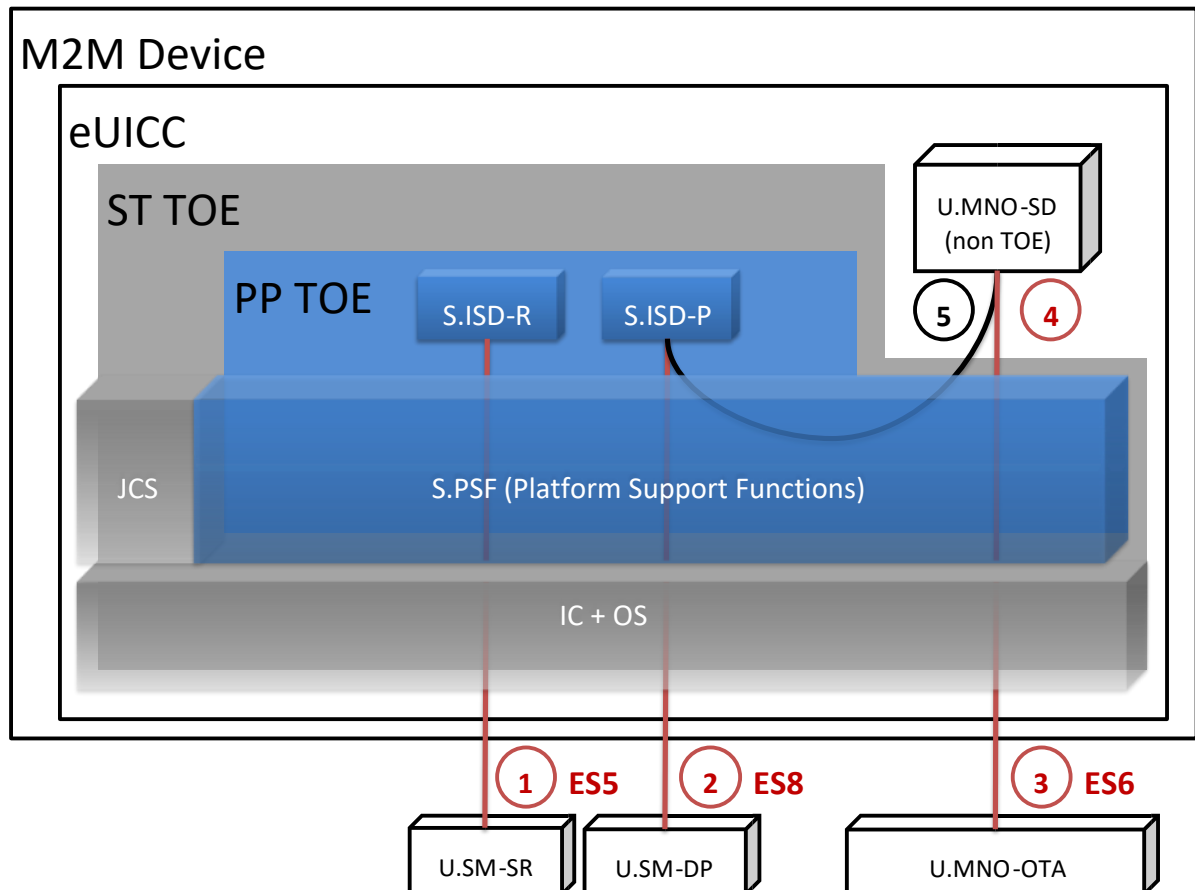 M2M Device
eUICC
ST TOE
U.MNO-SD
(non TOE)
PP TOE
S.ISD-R
S.ISD-P
5
4
JCS
S.PSF (Platform Support Functions)
IC + OS
1 ES5
2 ES8
3 ES6
U.SM-SR
U.SM-DP
U.MNO-OTA